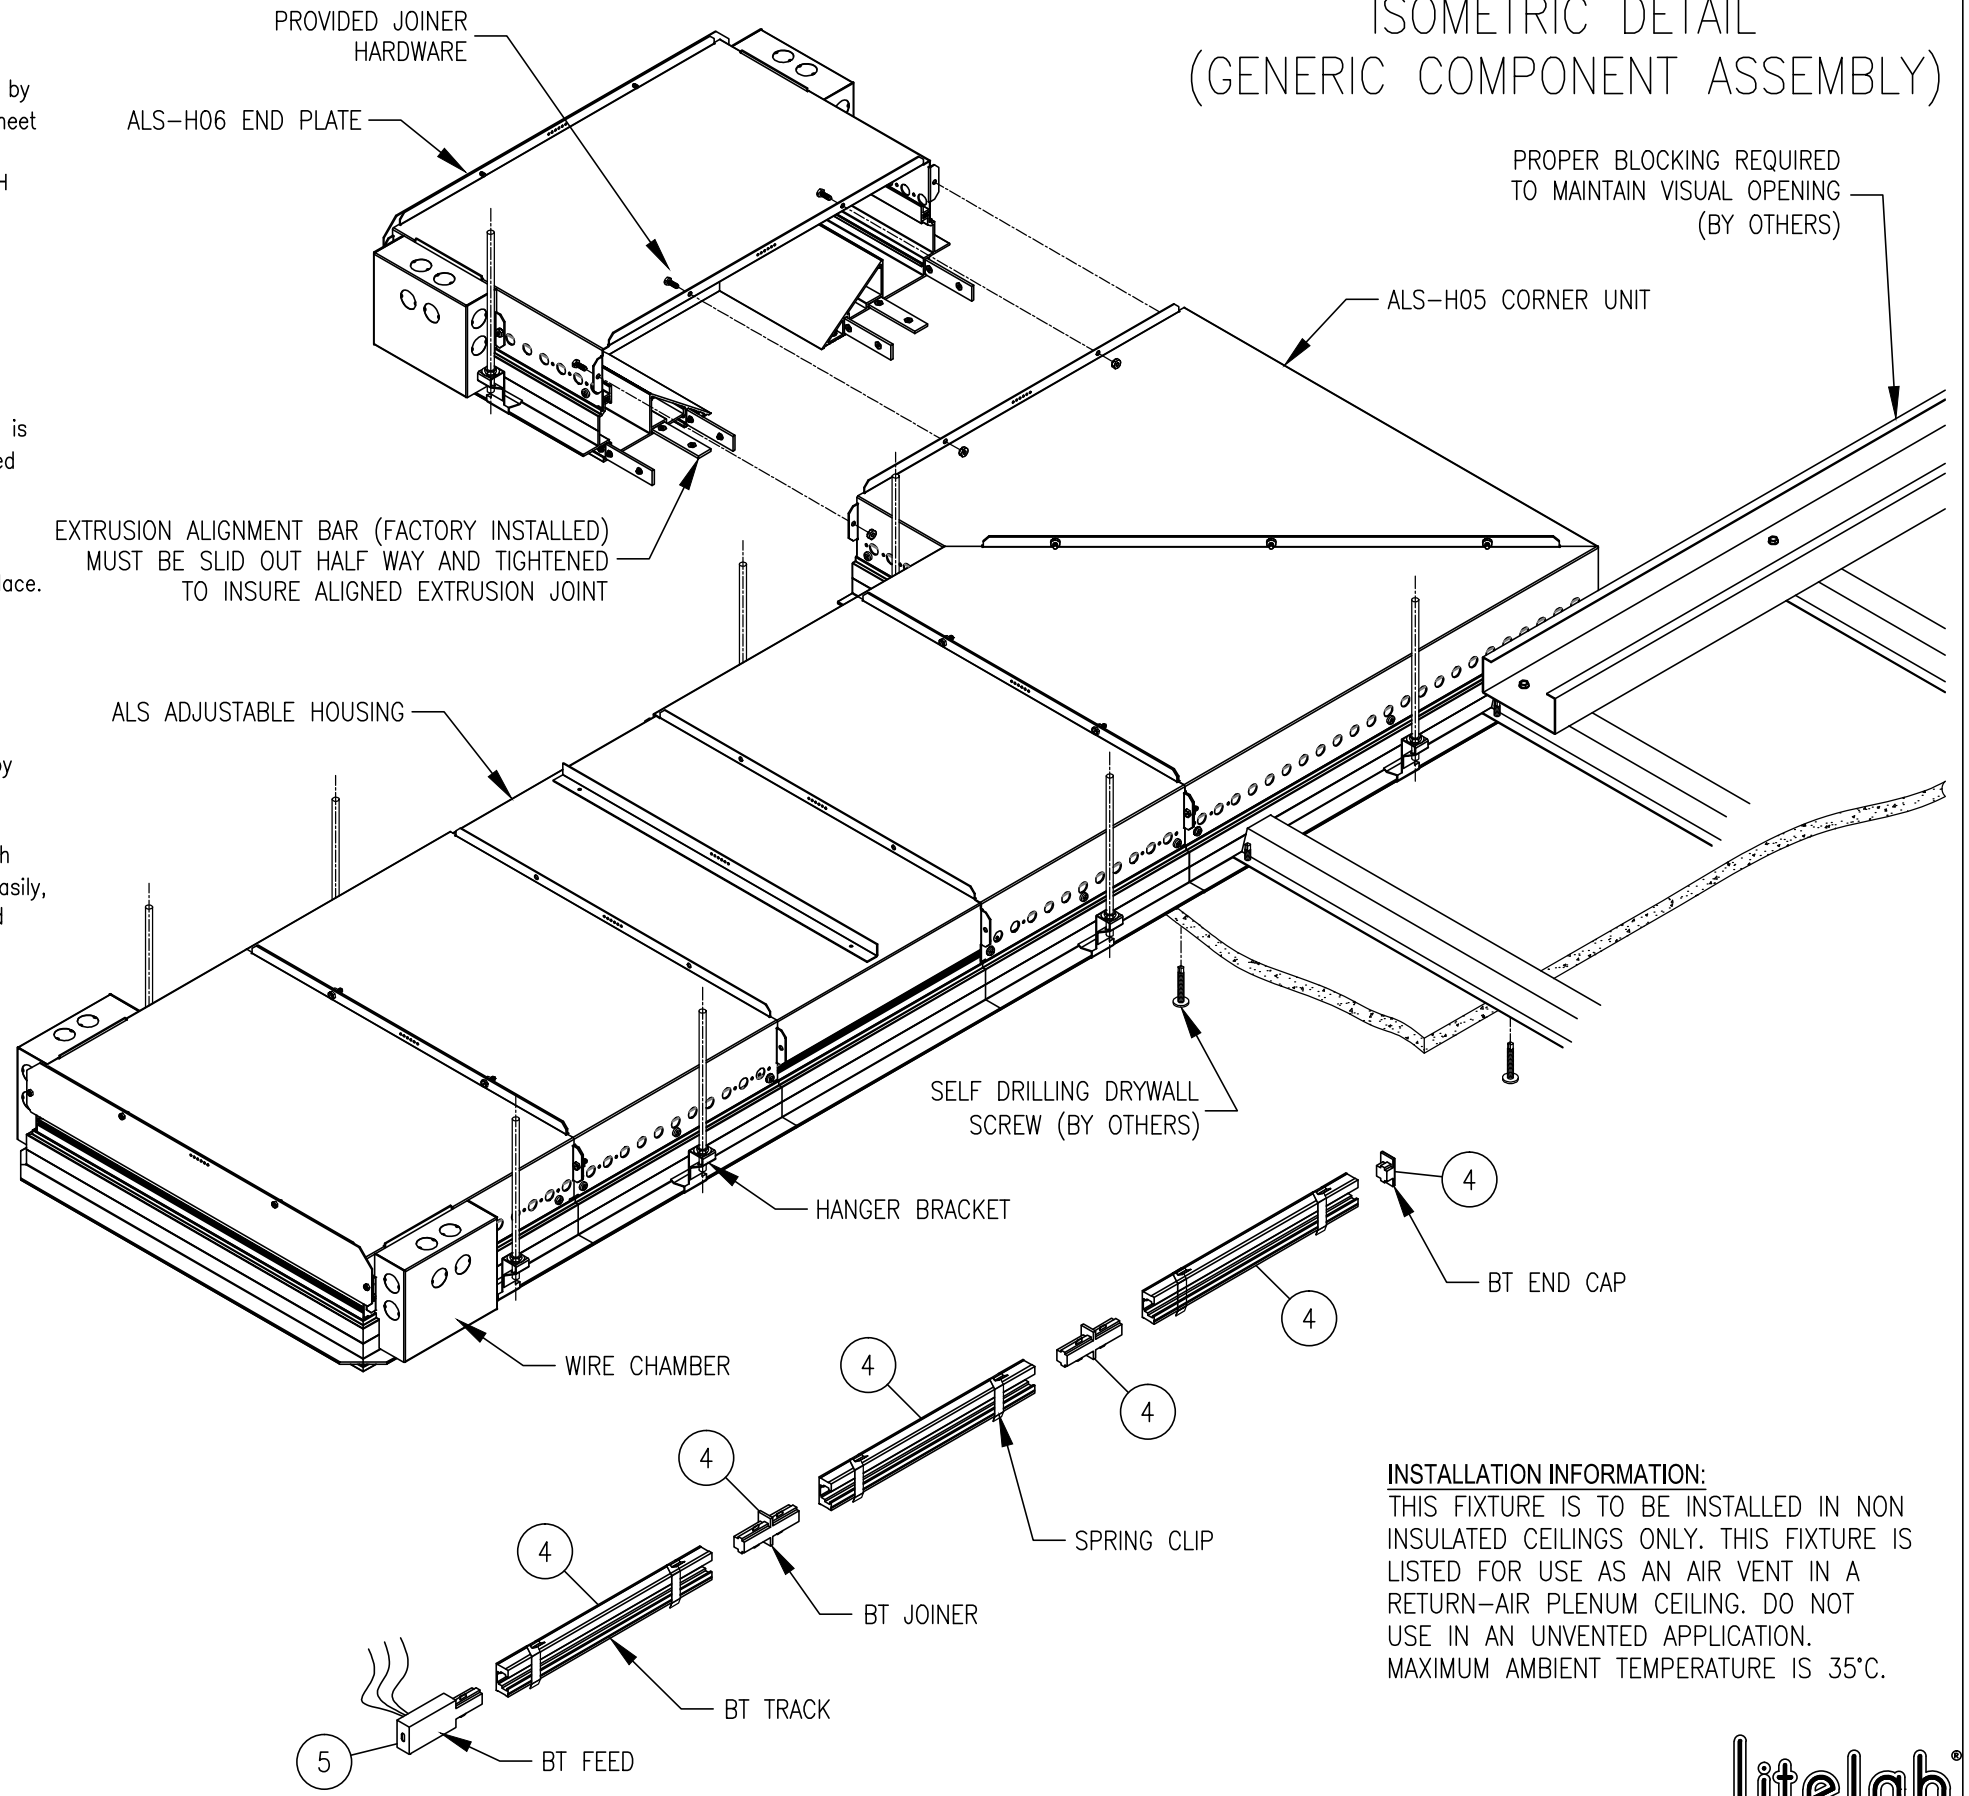 ISOMETRIC DETAIL
(GENERIC COMPONENT ASSEMBLY)
PROVIDED JOINER
HARDWARE
by
ALS-H06 END PLATE
PROPER BLOCKING REQUIRED
TO MAINTAIN VISUAL OPENING
(BY OTHERS)
ALS-H05 CORNER UNIT
is
EXTRUSION ALIGNMENT BAR (FACTORY INSTALLED)
MUST BE SLID OUT HALF WAY AND TIGHTENED
TO INSURE ALIGNED EXTRUSION JOINT
ALS ADJUSTABLE HOUSING
SELF DRILLING DRYWALL
SCREW (BY OTHERS)
HANGER BRACKET
4
BT END CAP
4
WIRE CHAMBER
4
4
4
SPRING CLIP
4
BT JOINER
BT TRACK
5
BT FEED
INSTALLATION INFORMATION:
THIS FIXTURE IS TO BE INSTALLED IN NON
INSULATED CEILINGS ONLY. THIS FIXTURE IS
LISTED FOR USE AS AN AIR VENT IN A
RETURN-AIR PLENUM CEILING. DO NOT
USE IN AN UNVENTED APPLICATION.
MAXIMUM AMBIENT TEMPERATURE IS 35°C.
litelab®